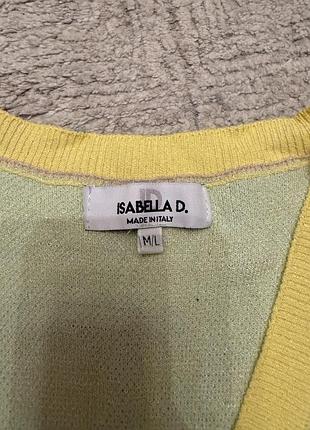 ISABELLA D.
MADE IN ITALY
M/L